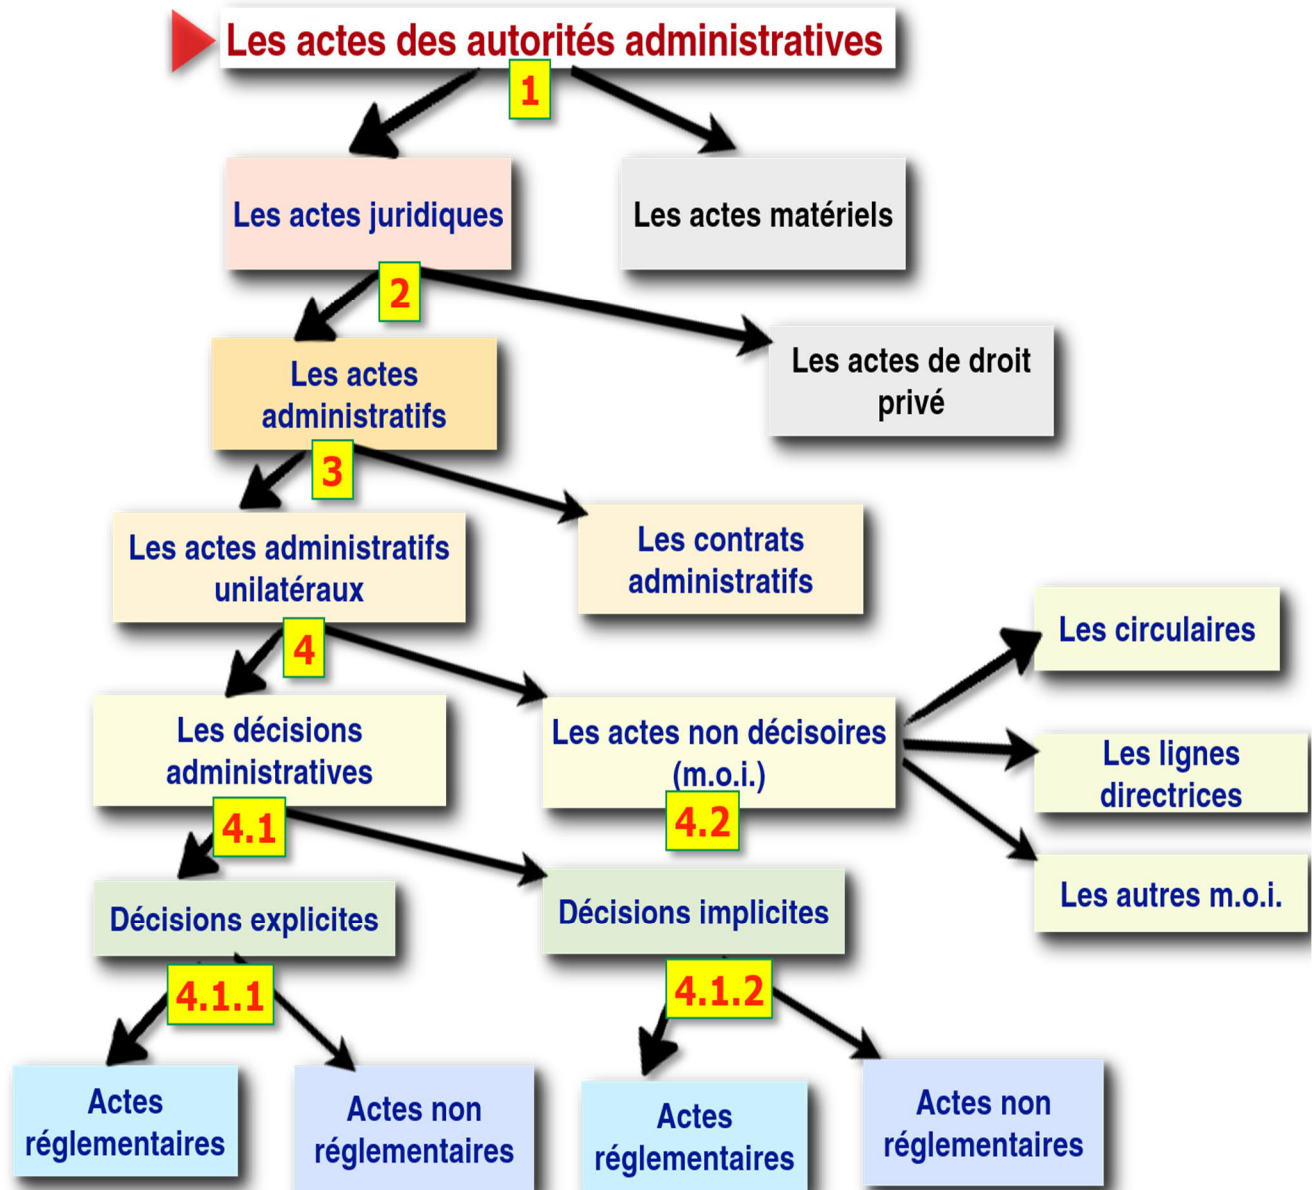 Les actes des autorités administratives
1
Les actes juridiques
Les actes matériels
2
Les actes
administratifs
Les actes de droit
privé
3
Les actes administratifs
unilatéraux
Les contrats
administratifs
4
Les circulaires
Les décisions
administratives
Les actes non décisoires
(m.o.i.)
Les lignes
directrices
4.1
4.2
Les autres m.o.i.
Décisions explicites
Décisions implicites
4.1.1
4.1.2
Actes
réglementaires
Actes non
réglementaires
Actes
réglementaires
Actes non
réglementaires